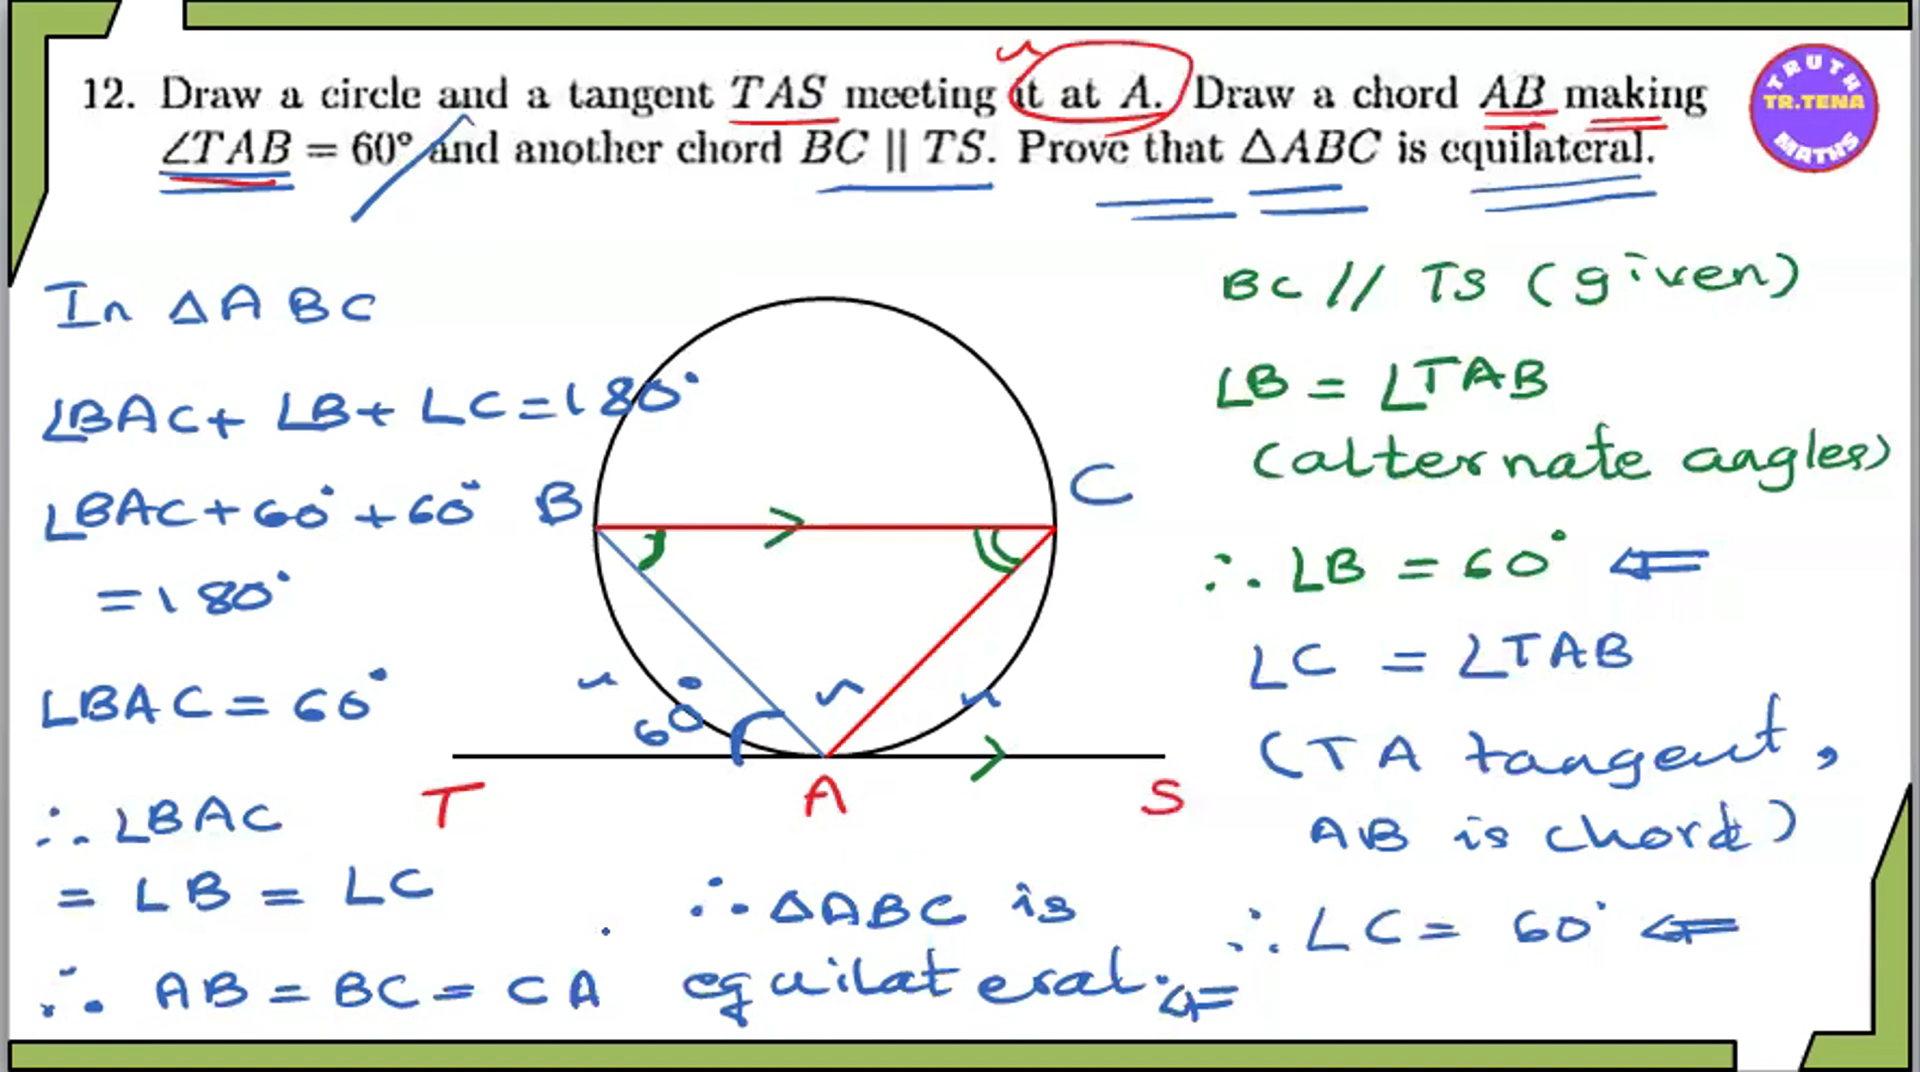 12. Draw a circle and a tangent TAS meeting it at A. Draw a chord AB making
∠TAB = 60° and another chord BC || TS. Prove that △ABC is equilateral.
TRUTH
TR.TENA
MATHS
In △ABC
∠BAC + ∠B + ∠C = 180°
∠BAC + 60° + 60°
= 180°
∠BAC = 60°
∴ ∠BAC
= ∠B = ∠C
∴ AB = BC = CA
B
C
60°
T
A
S
∴ △ABC is
equilateral.
BC // TS (given)
∠B = ∠TAB
(alternate angles)
∴ ∠B = 60° ⇐
∠C = ∠TAB
(TA tangent,
AB is chord)
∴ ∠C = 60° ⇐
⇐